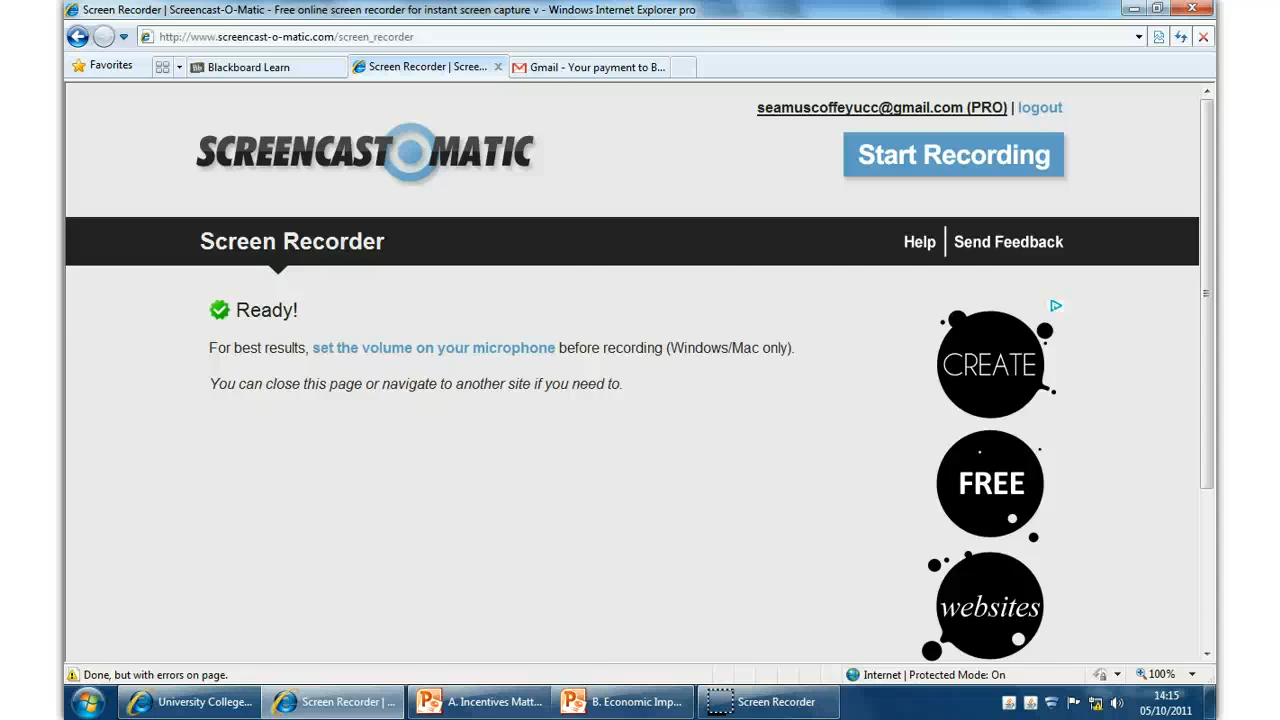 Screen Recorder | Screencast-O-Matic - Free online screen recorder for instant screen capture v - Windows Internet Explorer pro
http://www.screencast-o-matic.com/screen_recorder
Favorites
Blackboard Learn
Screen Recorder | Scree...
Gmail - Your payment to B...
seamuscoffeyucc@gmail.com (PRO) | logout
SCREENCAST O MATIC
Start Recording
Screen Recorder
Help
Send Feedback
Ready!
For best results, set the volume on your microphone before recording (Windows/Mac only).
You can close this page or navigate to another site if you need to.
CREATE
FREE
websites
Done, but with errors on page.
Internet | Protected Mode: On
100%
University College...
Screen Recorder | ...
A. Incentives Matt...
B. Economic Imp...
Screen Recorder
14:15
05/10/2011